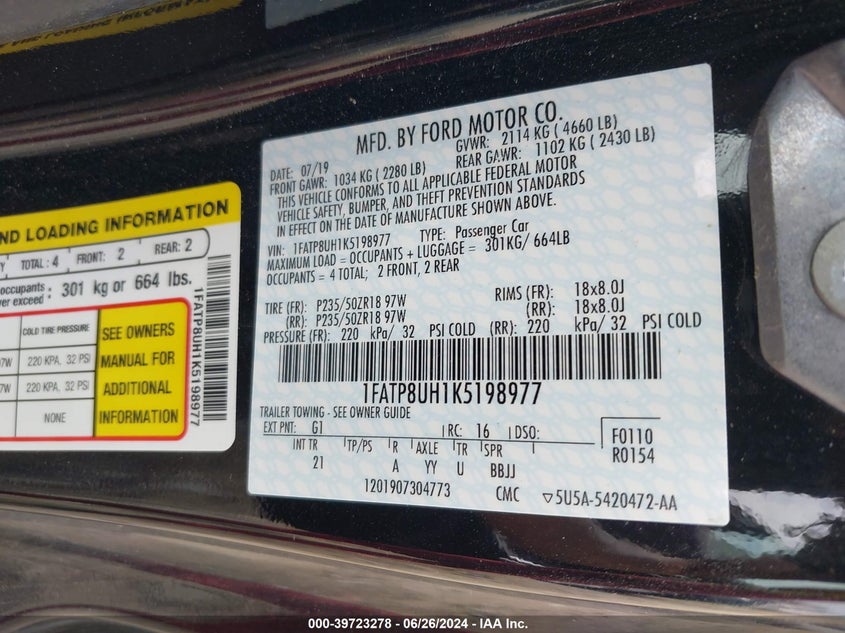 MFD. BY FORD MOTOR CO.
DATE: 07/19 GVWR: 2114 KG ( 4660 LB)
FRONT GAWR: 1034 KG ( 2280 LB) REAR GAWR: 1102 KG ( 2430 LB)
THIS VEHICLE CONFORMS TO ALL APPLICABLE FEDERAL MOTOR
VEHICLE SAFETY, BUMPER, AND THEFT PREVENTION STANDARDS
IN EFFECT ON THE DATE OF MANUFACTURE SHOWN ABOVE.
VIN: 1FATP8UH1K5198977 TYPE: Passenger Car
MAXIMUM LOAD = OCCUPANTS + LUGGAGE = 301KG/ 664LB
OCCUPANTS = 4 TOTAL; 2 FRONT, 2 REAR
TIRE (FR): P235/50ZR18 97W RIMS (FR): 18x8.0J
(RR): P235/50ZR18 97W (RR): 18x8.0J
PRESSURE (FR): 220 kPa/ 32 PSI COLD (RR): 220 kPa/ 32 PSI COLD
1FATP8UH1K5198977
TRAILER TOWING - SEE OWNER GUIDE
EXT PNT: G1 RC: 16 DSO: F0110
R0154
INT TR TP/PS R AXLE TR SPR
21 A YY U BBJJ
1201907304773 CMC ▽5U5A-5420472-AA
ND LOADING INFORMATION
TOTAL : 4 FRONT: 2 REAR: 2
occupants
ver exceed : 301 kg or 664 lbs.
1FATP8UH1K5198977
COLD TIRE PRESSURE
97W 220 KPA, 32 PSI
97W 220 KPA, 32 PSI
NONE
SEE OWNERS
MANUAL FOR
ADDITIONAL
INFORMATION
000-39723278 - 06/26/2024 - IAA Inc.